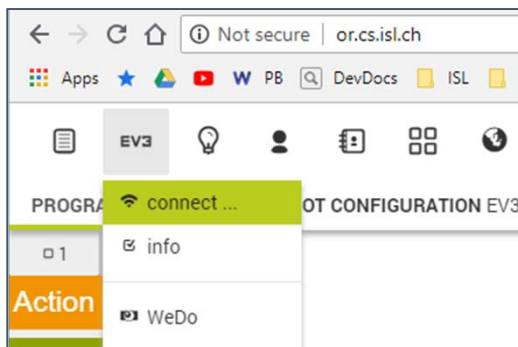 Not secure | or.cs.isl.ch
Apps W PB DevDocs ISL
EV3
PROGRA OT CONFIGURATION EV3
connect ...
1
info
Action
WeDo